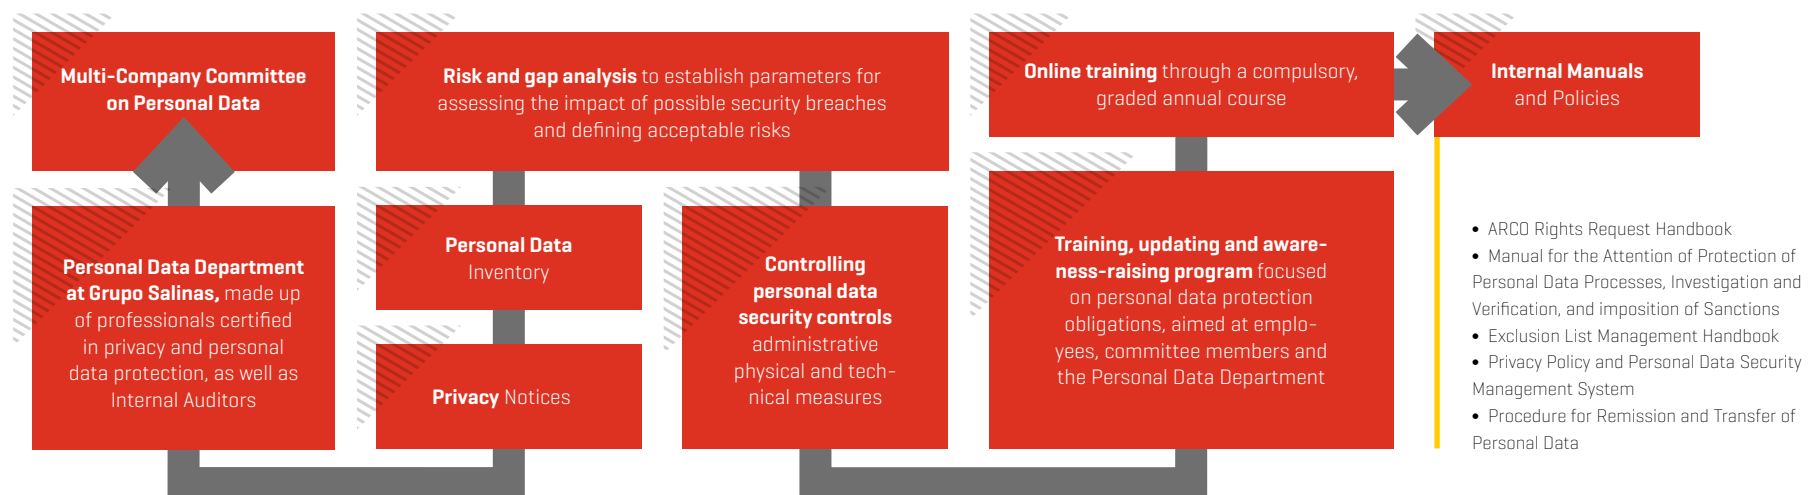 Multi-Company Committee
on Personal Data
Personal Data Department
at Grupo Salinas, made up
of professionals certified
in privacy and personal
data protection, as well as
Internal Auditors
Risk and gap analysis to establish parameters for
assessing the impact of possible security breaches
and defining acceptable risks
Personal Data
Inventory
Privacy Notices
Controlling
personal data
security controls
administrative
physical and tech-
nical measures
Online training through a compulsory,
graded annual course
Training, updating and aware-
ness-raising program focused
on personal data protection
obligations, aimed at emplo-
yees, committee members and
the Personal Data Department
Internal Manuals
and Policies
• ARCO Rights Request Handbook
• Manual for the Attention of Protection of
Personal Data Processes, Investigation and
Verification, and imposition of Sanctions
• Exclusion List Management Handbook
• Privacy Policy and Personal Data Security
Management System
• Procedure for Remission and Transfer of
Personal Data